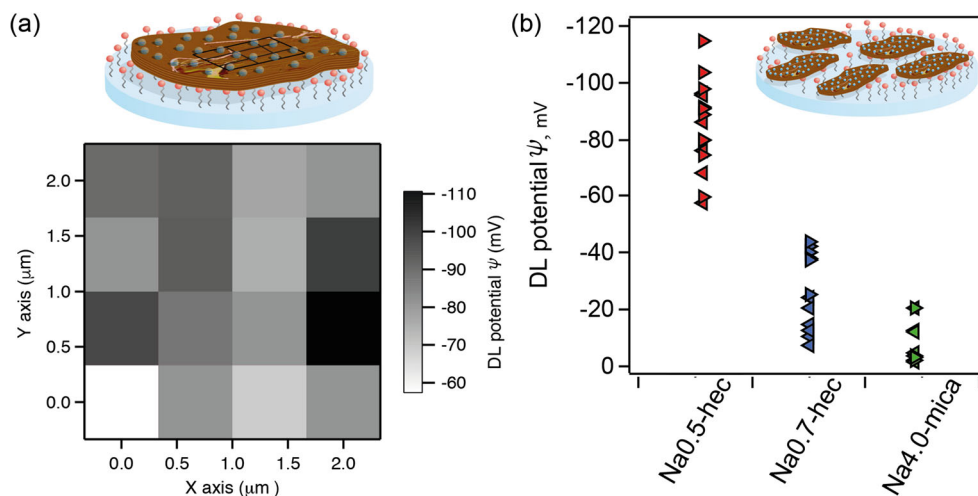 (a)
2.0
1.5
1.0
0.5
0.0
Y axis (μm)
0.0 0.5 1.0 1.5 2.0
X axis (μm)
-110
-100
-90
-80
-70
-60
DL potential ψ (mV)
(b)
-120
-100
-80
-60
-40
-20
0
DL potential ψ, mV
Na0.5-hec
Na0.7-hec
Na4.0-mica